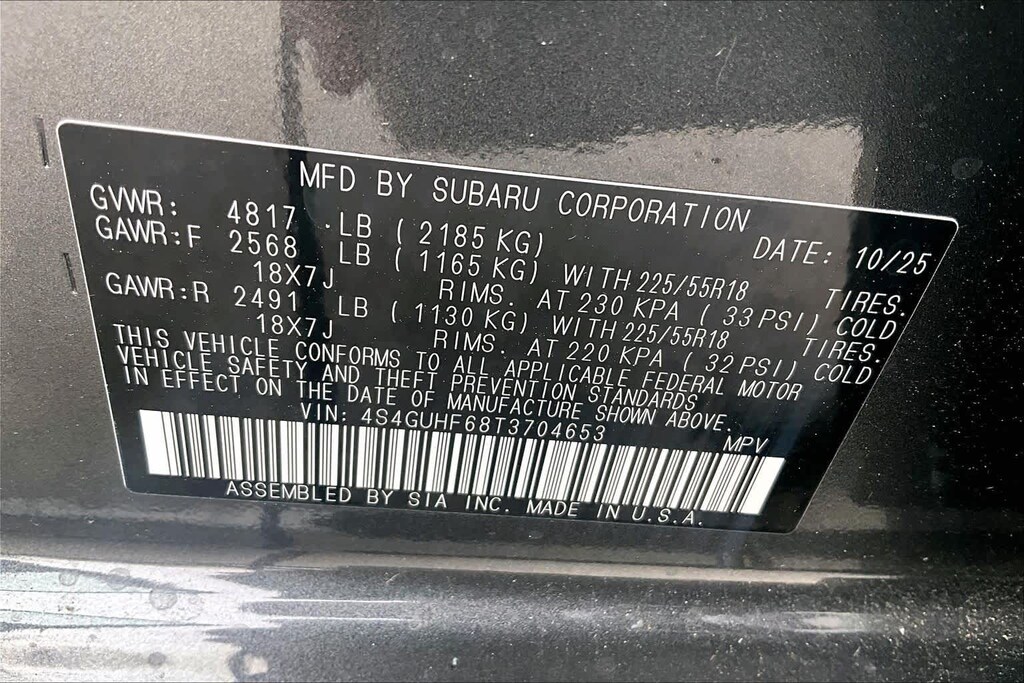 MFD BY SUBARU CORPORATION
GVWR: 4817 LB (2185 KG) DATE: 10/25
GAWR:F 2568 LB (1165 KG) WITH 225/55R18 TIRES.
18X7J RIMS. AT 230 KPA (33 PSI) COLD
GAWR:R 2491 LB (1130 KG) WITH 225/55R18 TIRES.
18X7J RIMS. AT 220 KPA (32 PSI) COLD
THIS VEHICLE CONFORMS TO ALL APPLICABLE FEDERAL MOTOR
VEHICLE SAFETY AND THEFT PREVENTION STANDARDS
IN EFFECT ON THE DATE OF MANUFACTURE SHOWN ABOVE.
VIN: 4S4GUHF68T3704653 MPV
ASSEMBLED BY SIA INC. MADE IN U.S.A.